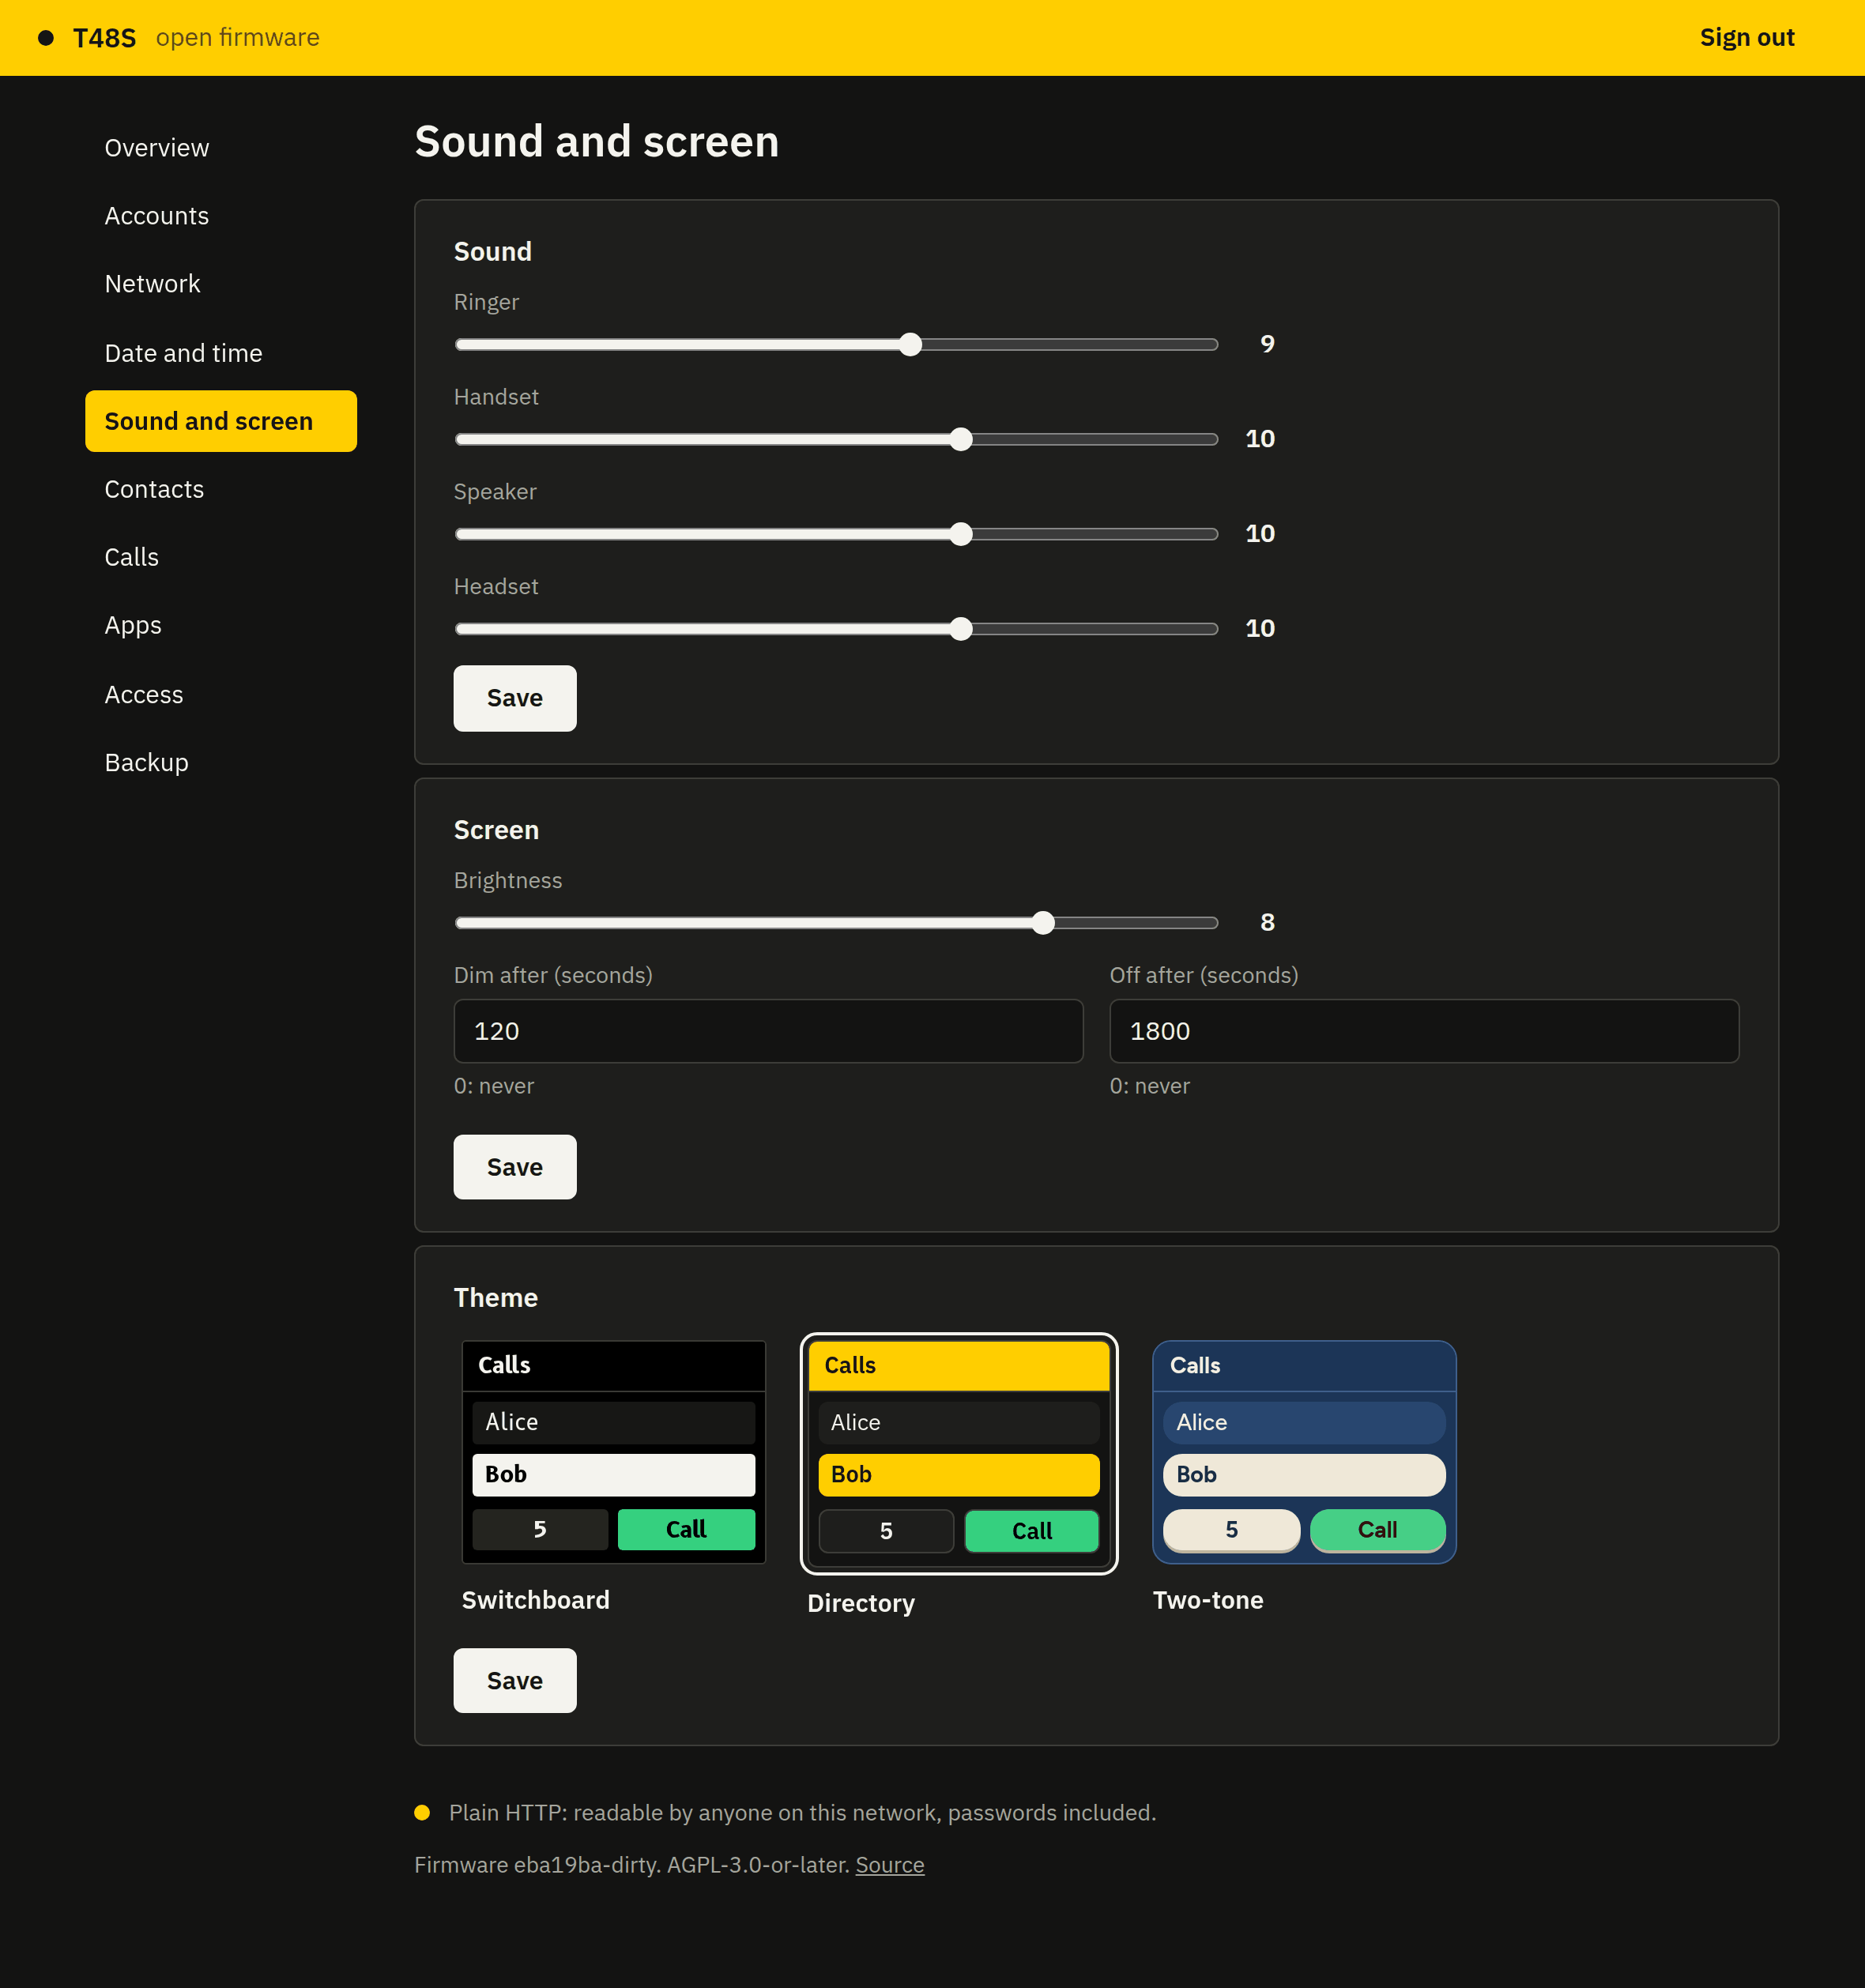 T48S open firmware Sign out
Overview
Accounts
Network
Date and time
Sound and screen
Contacts
Calls
Apps
Access
Backup
Sound and screen
Sound
Ringer
9
Handset
10
Speaker
10
Headset
10
Save
Screen
Brightness
8
Dim after (seconds) Off after (seconds)
120 1800
0: never 0: never
Save
Theme
Calls
Alice
Bob
5 Call
Switchboard
Calls
Alice
Bob
5 Call
Directory
Calls
Alice
Bob
5 Call
Two-tone
Save
Plain HTTP: readable by anyone on this network, passwords included.
Firmware eba19ba-dirty. AGPL-3.0-or-later. Source